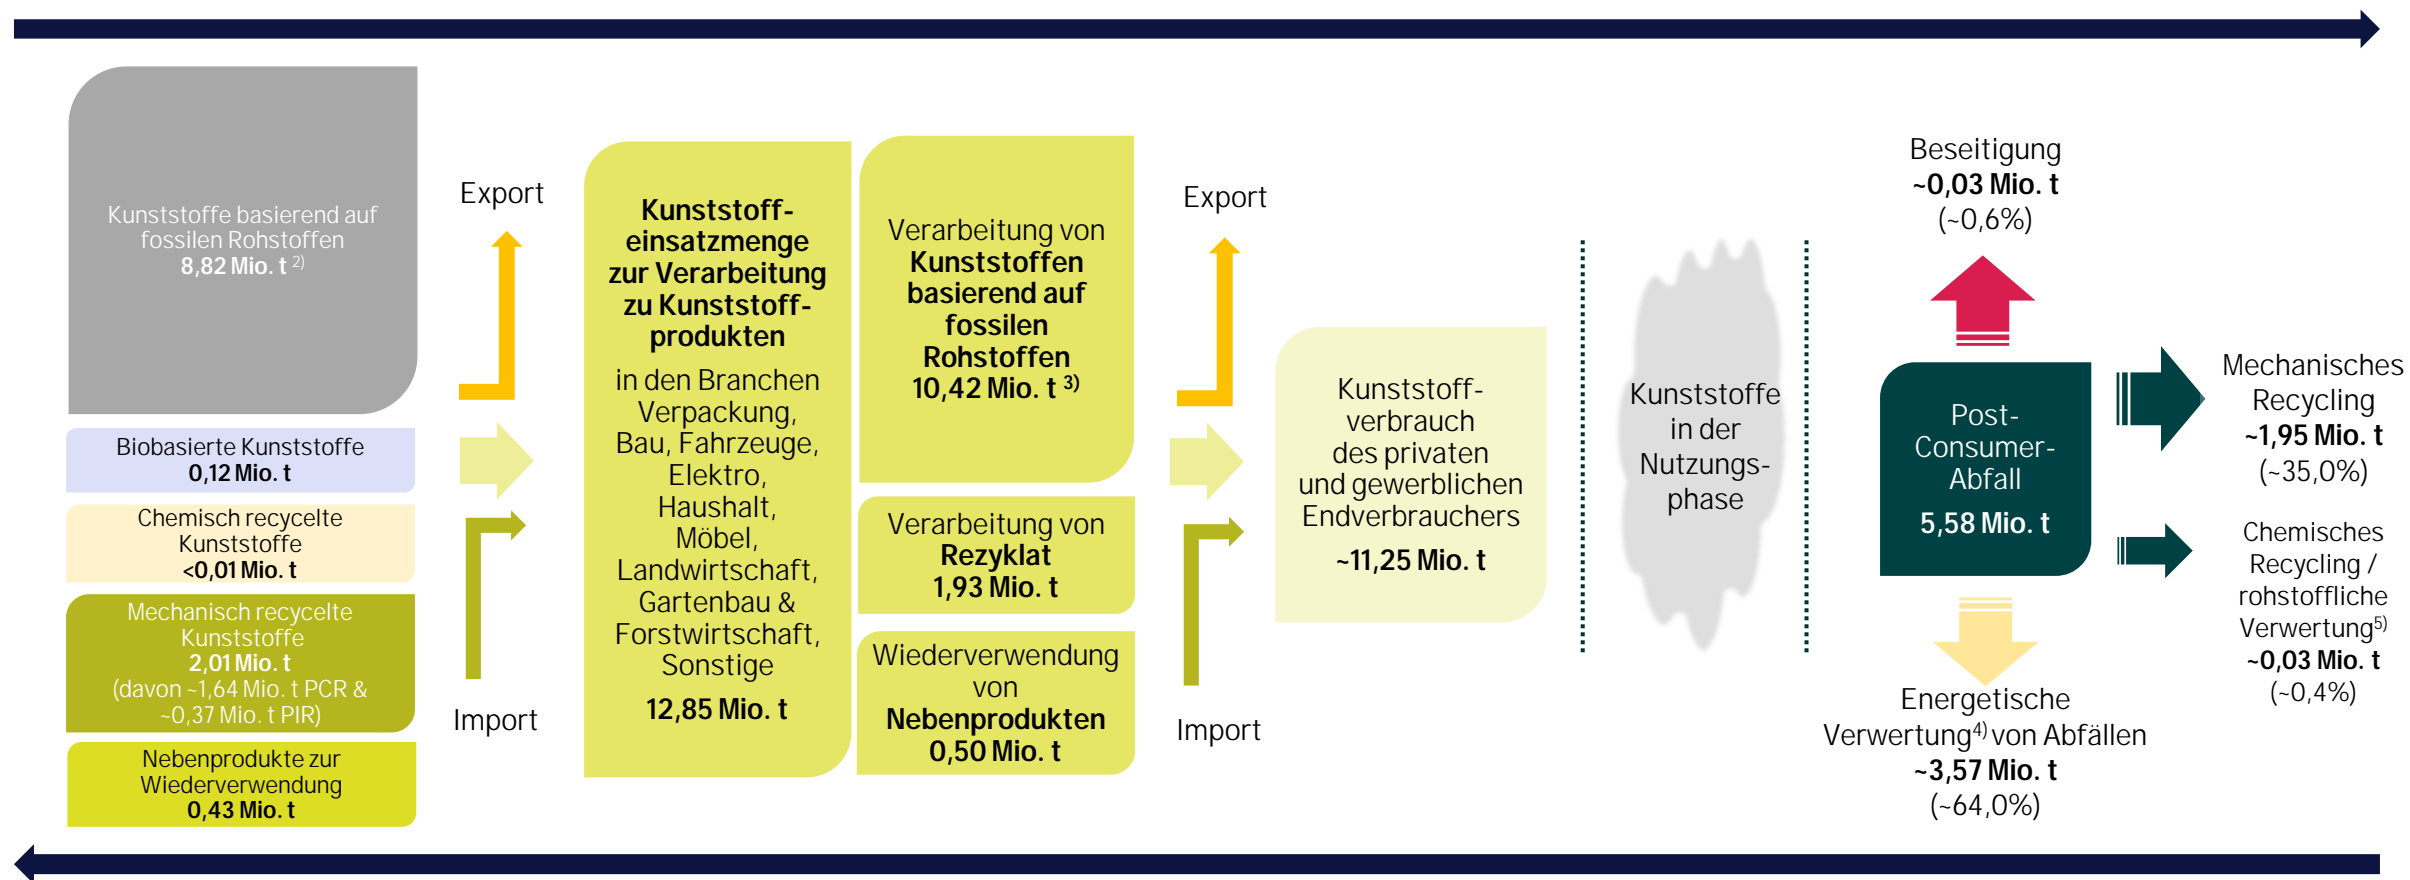 Kunststoffe basierend auf
fossilen Rohstoffen
8,82 Mio. t 2)
Biobasierte Kunststoffe
0,12 Mio. t
Chemisch recycelte
Kunststoffe
<0,01 Mio. t
Mechanisch recycelte
Kunststoffe
2,01 Mio. t
(davon ~1,64 Mio. t PCR &
~0,37 Mio. t PIR)
Nebenprodukte zur
Wiederverwendung
0,43 Mio. t
Export
Import
Kunststoff-
einsatzmenge
zur Verarbeitung
zu Kunststoff-
produkten
in den Branchen
Verpackung,
Bau, Fahrzeuge,
Elektro,
Haushalt,
Möbel,
Landwirtschaft,
Gartenbau &
Forstwirtschaft,
Sonstige
12,85 Mio. t
Verarbeitung von
Kunststoffen
basierend auf
fossilen
Rohstoffen
10,42 Mio. t 3)
Verarbeitung von
Rezyklat
1,93 Mio. t
Wiederverwendung
von
Nebenprodukten
0,50 Mio. t
Export
Import
Kunststoff-
verbrauch
des privaten
und gewerblichen
Endverbrauchers
~11,25 Mio. t
Kunststoffe
in der
Nutzungs-
phase
Beseitigung
~0,03 Mio. t
(~0,6%)
Post-
Consumer-
Abfall
5,58 Mio. t
Mechanisches
Recycling
~1,95 Mio. t
(~35,0%)
Chemisches
Recycling /
rohstoffliche
Verwertung5)
~0,03 Mio. t
(~0,4%)
Energetische
Verwertung4) von Abfällen
~3,57 Mio. t
(~64,0%)